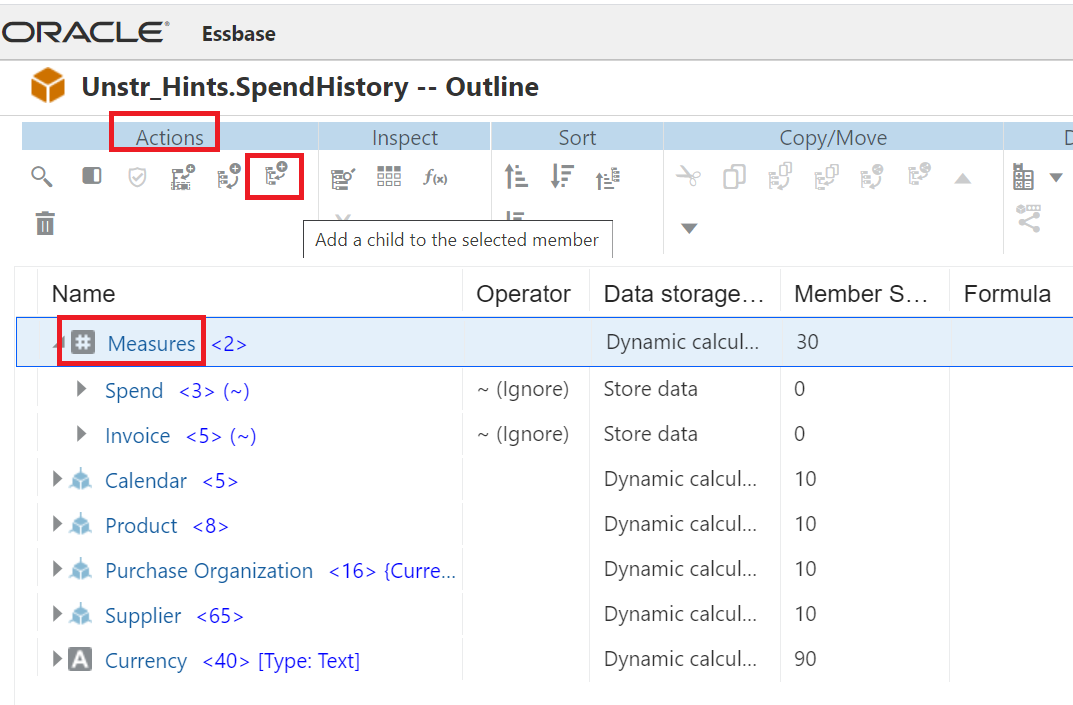 ORACLE® Essbase
Unstr_Hints.SpendHistory -- Outline
Actions Inspect Sort Copy/Move D
f(x)
Add a child to the selected member
Name Operator Data storage... Member S... Formula
# Measures <2> Dynamic calcul... 30
Spend <3> (~) ~ (Ignore) Store data 0
Invoice <5> (~) ~ (Ignore) Store data 0
Calendar <5> Dynamic calcul... 10
Product <8> Dynamic calcul... 10
Purchase Organization <16> {Curre... Dynamic calcul... 10
Supplier <65> Dynamic calcul... 10
A Currency <40> [Type: Text] Dynamic calcul... 90